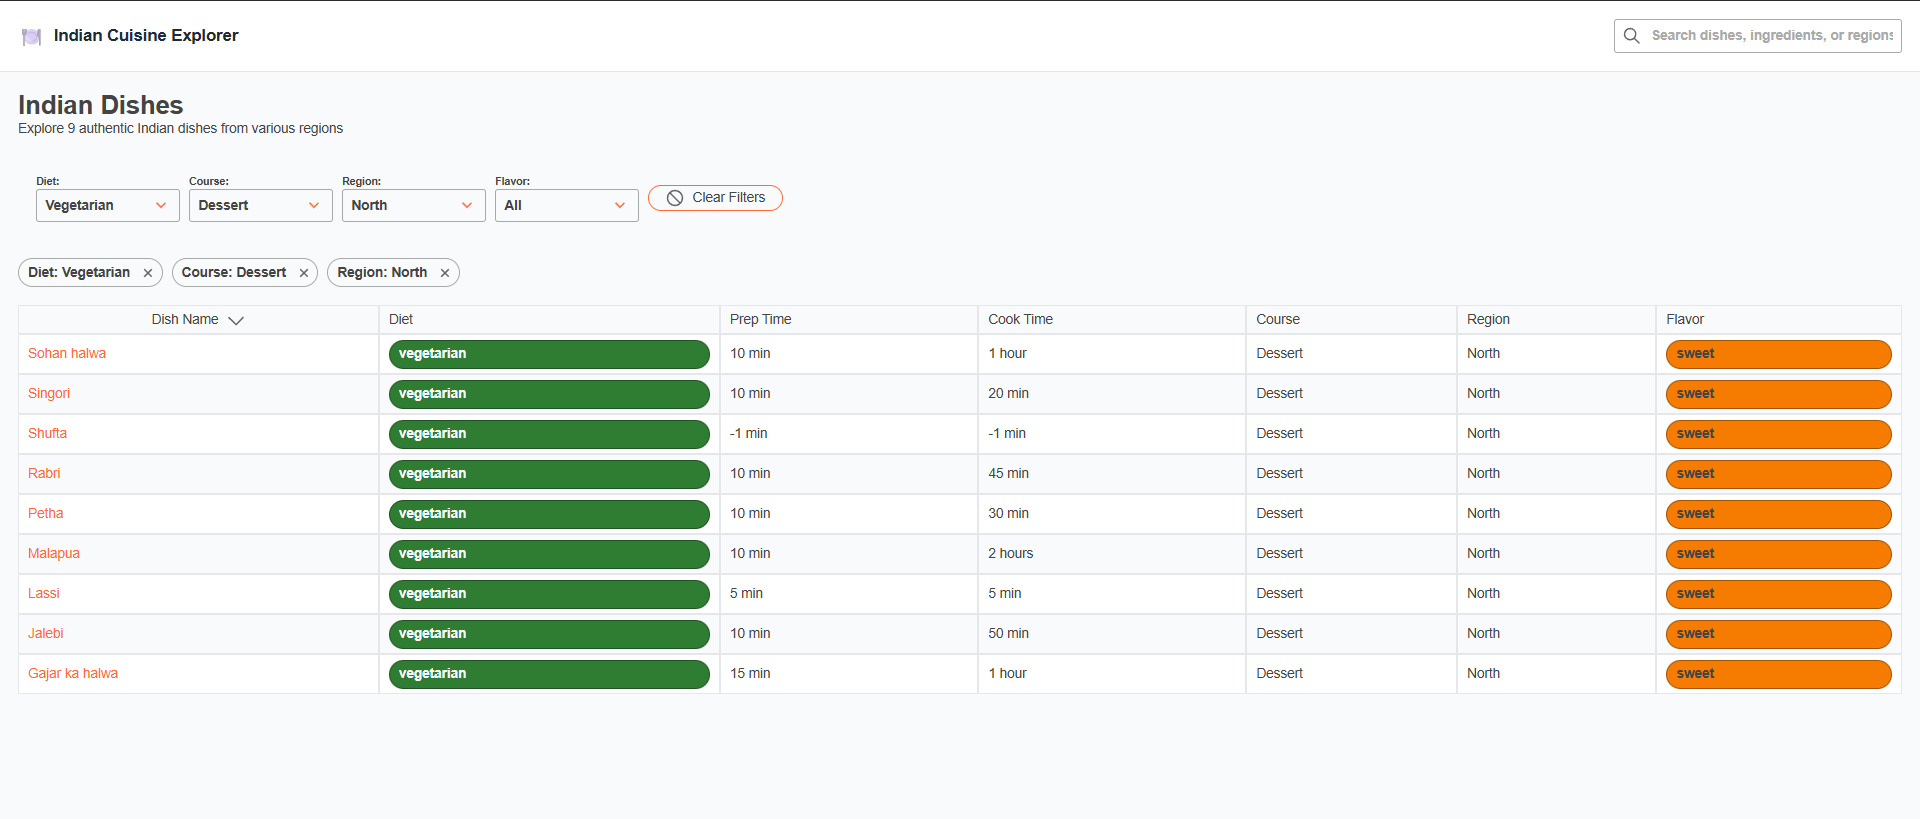 Indian Cuisine Explorer
Search dishes, ingredients, or regions
Indian Dishes
Explore 9 authentic Indian dishes from various regions
Diet: Course: Region: Flavor:
Vegetarian Dessert North All Clear Filters
Diet: Vegetarian Course: Dessert Region: North
Dish Name Diet Prep Time Cook Time Course Region Flavor
Sohan halwa vegetarian 10 min 1 hour Dessert North sweet
Singori vegetarian 10 min 20 min Dessert North sweet
Shufta vegetarian -1 min -1 min Dessert North sweet
Rabri vegetarian 10 min 45 min Dessert North sweet
Petha vegetarian 10 min 30 min Dessert North sweet
Malapua vegetarian 10 min 2 hours Dessert North sweet
Lassi vegetarian 5 min 5 min Dessert North sweet
Jalebi vegetarian 10 min 50 min Dessert North sweet
Gajar ka halwa vegetarian 15 min 1 hour Dessert North sweet